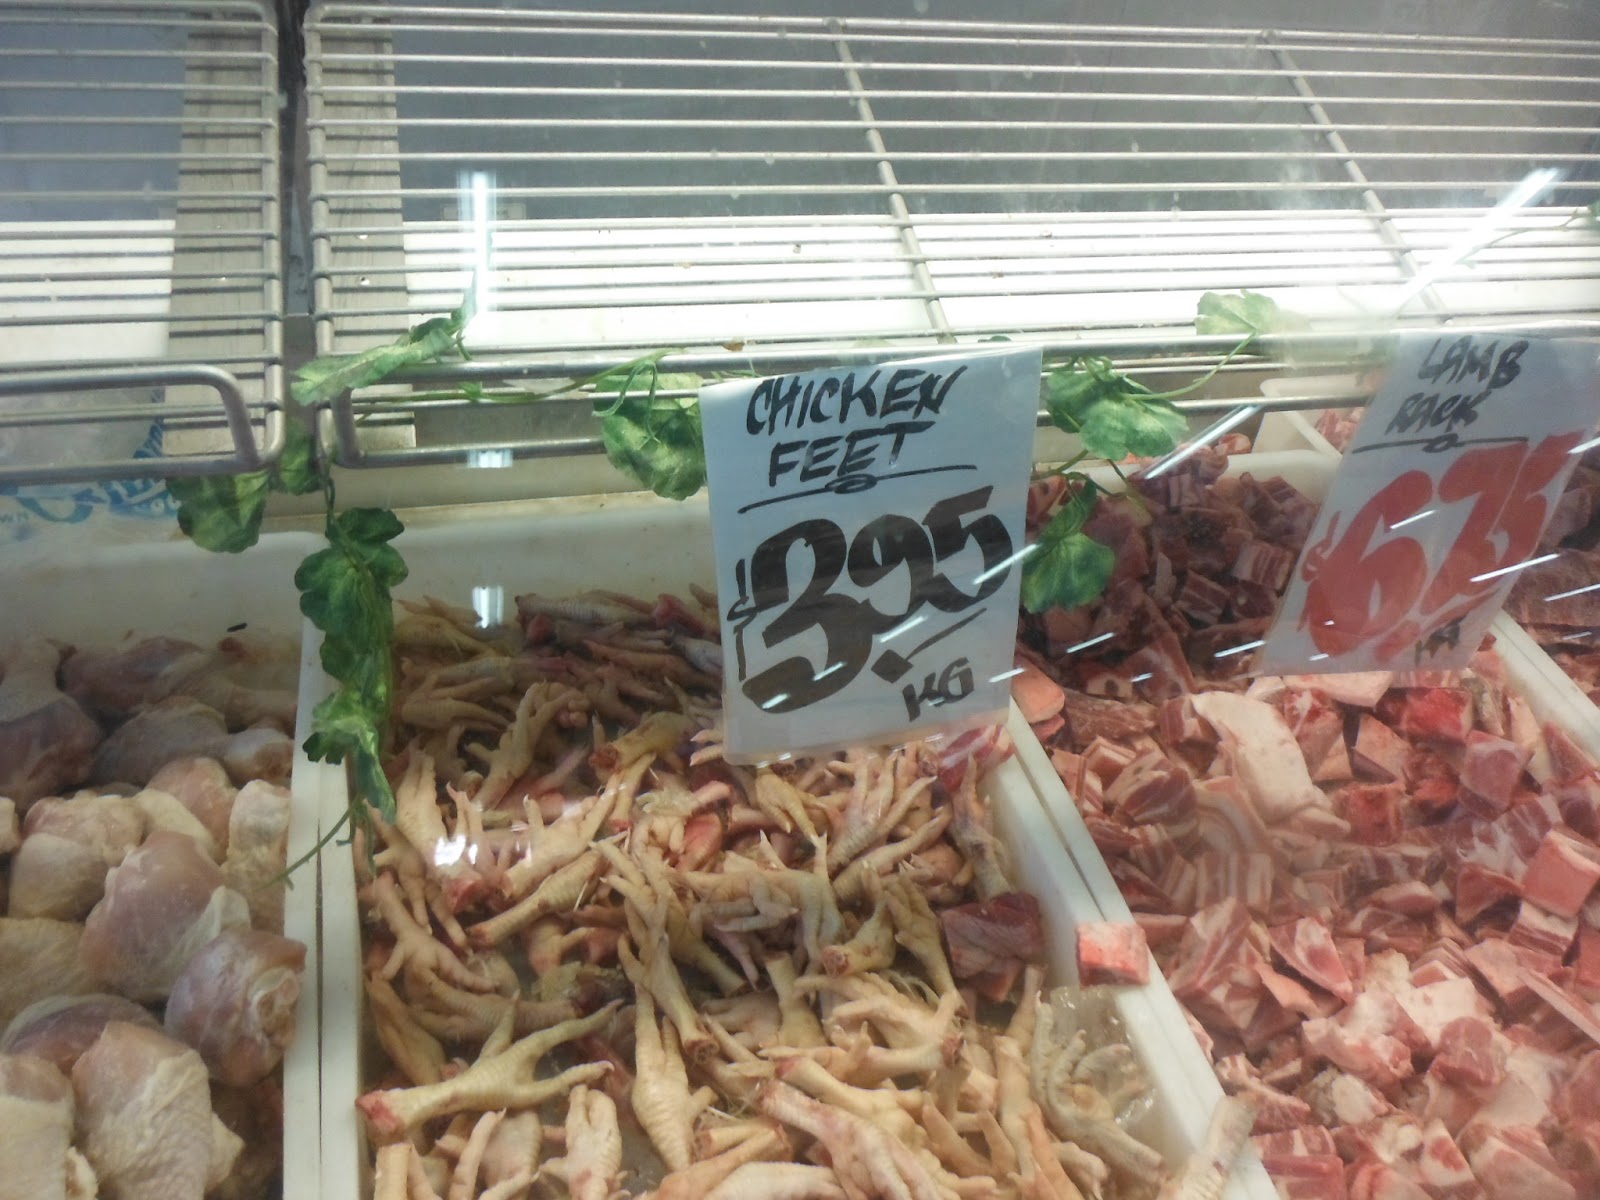 CHICKEN
FEET
$3.95
KG
LAMB
RACK
$6.75